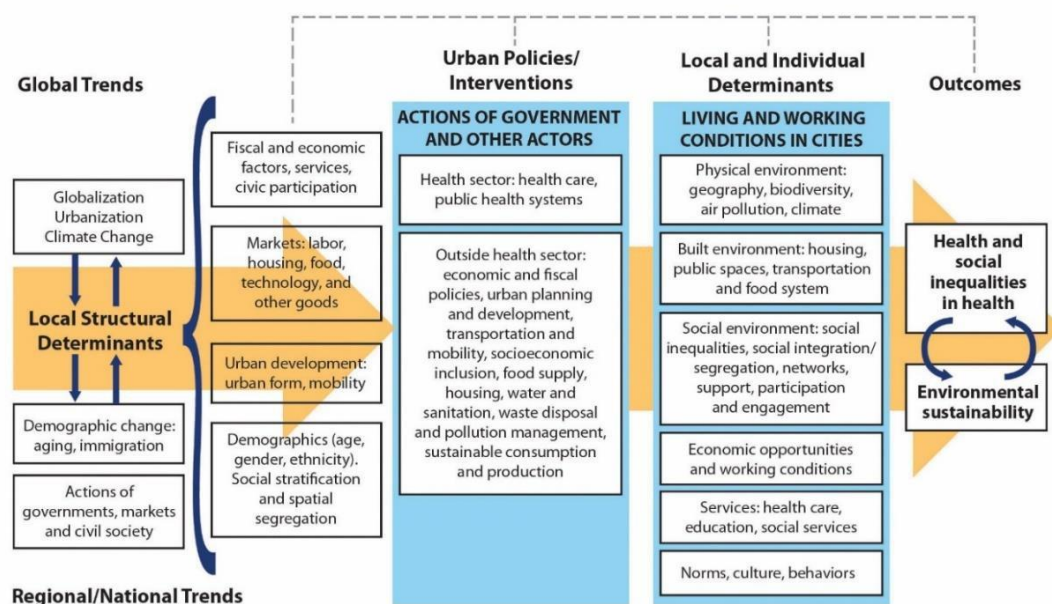 Global Trends
Globalization
Urbanization
Climate Change
Local Structural
Determinants
Demographic change:
aging, immigration
Actions of
governments, markets
and civil society
Regional/National Trends
Fiscal and economic
factors, services,
civic participation
Markets: labor,
housing, food,
technology, and
other goods
Urban development:
urban form, mobility
Demographics (age,
gender, ethnicity).
Social stratification
and spatial
segregation
Urban Policies/
Interventions
ACTIONS OF GOVERNMENT
AND OTHER ACTORS
Health sector: health care,
public health systems
Outside health sector:
economic and fiscal
policies, urban planning
and development,
transportation and
mobility, socioeconomic
inclusion, food supply,
housing, water and
sanitation, waste disposal
and pollution management,
sustainable consumption
and production
Local and Individual
Determinants
LIVING AND WORKING
CONDITIONS IN CITIES
Physical environment:
geography, biodiversity,
air pollution, climate
Built environment: housing,
public spaces, transportation
and food system
Social environment: social
inequalities, social integration/
segregation, networks,
support, participation
and engagement
Economic opportunities
and working conditions
Services: health care,
education, social services
Norms, culture, behaviors
Outcomes
Health and
social
inequalities
in health
Environmental
sustainability